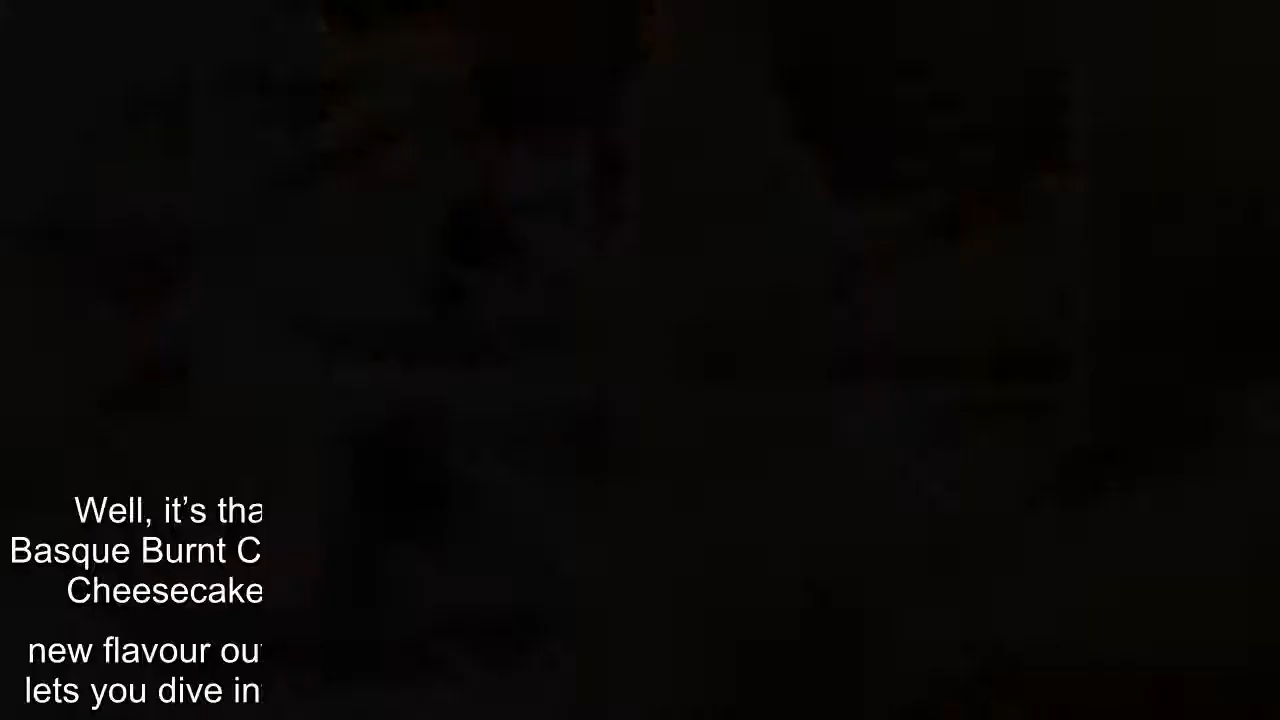 Well, it’s tha
Basque Burnt C
Cheesecake
new flavour ou
lets you dive in